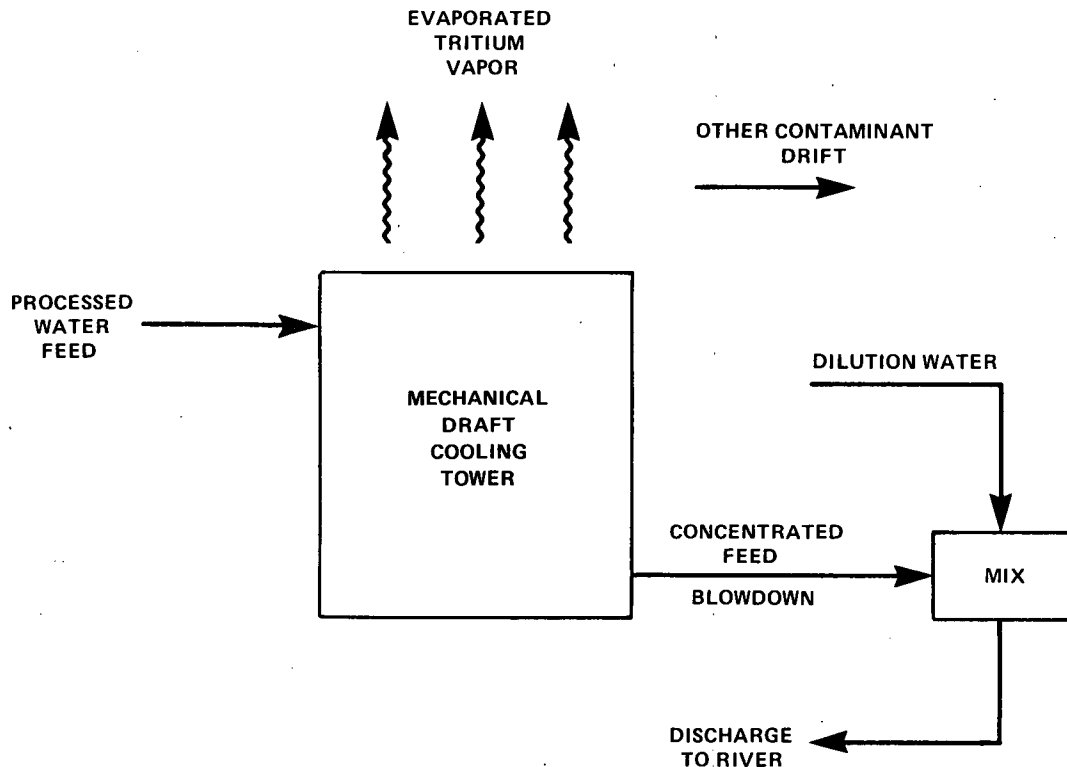 EVAPORATED
TRITIUM
VAPOR
OTHER CONTAMINANT
DRIFT
PROCESSED
WATER
FEED
MECHANICAL
DRAFT
COOLING
TOWER
DILUTION WATER
CONCENTRATED
FEED
BLOWDOWN
MIX
DISCHARGE
TO RIVER